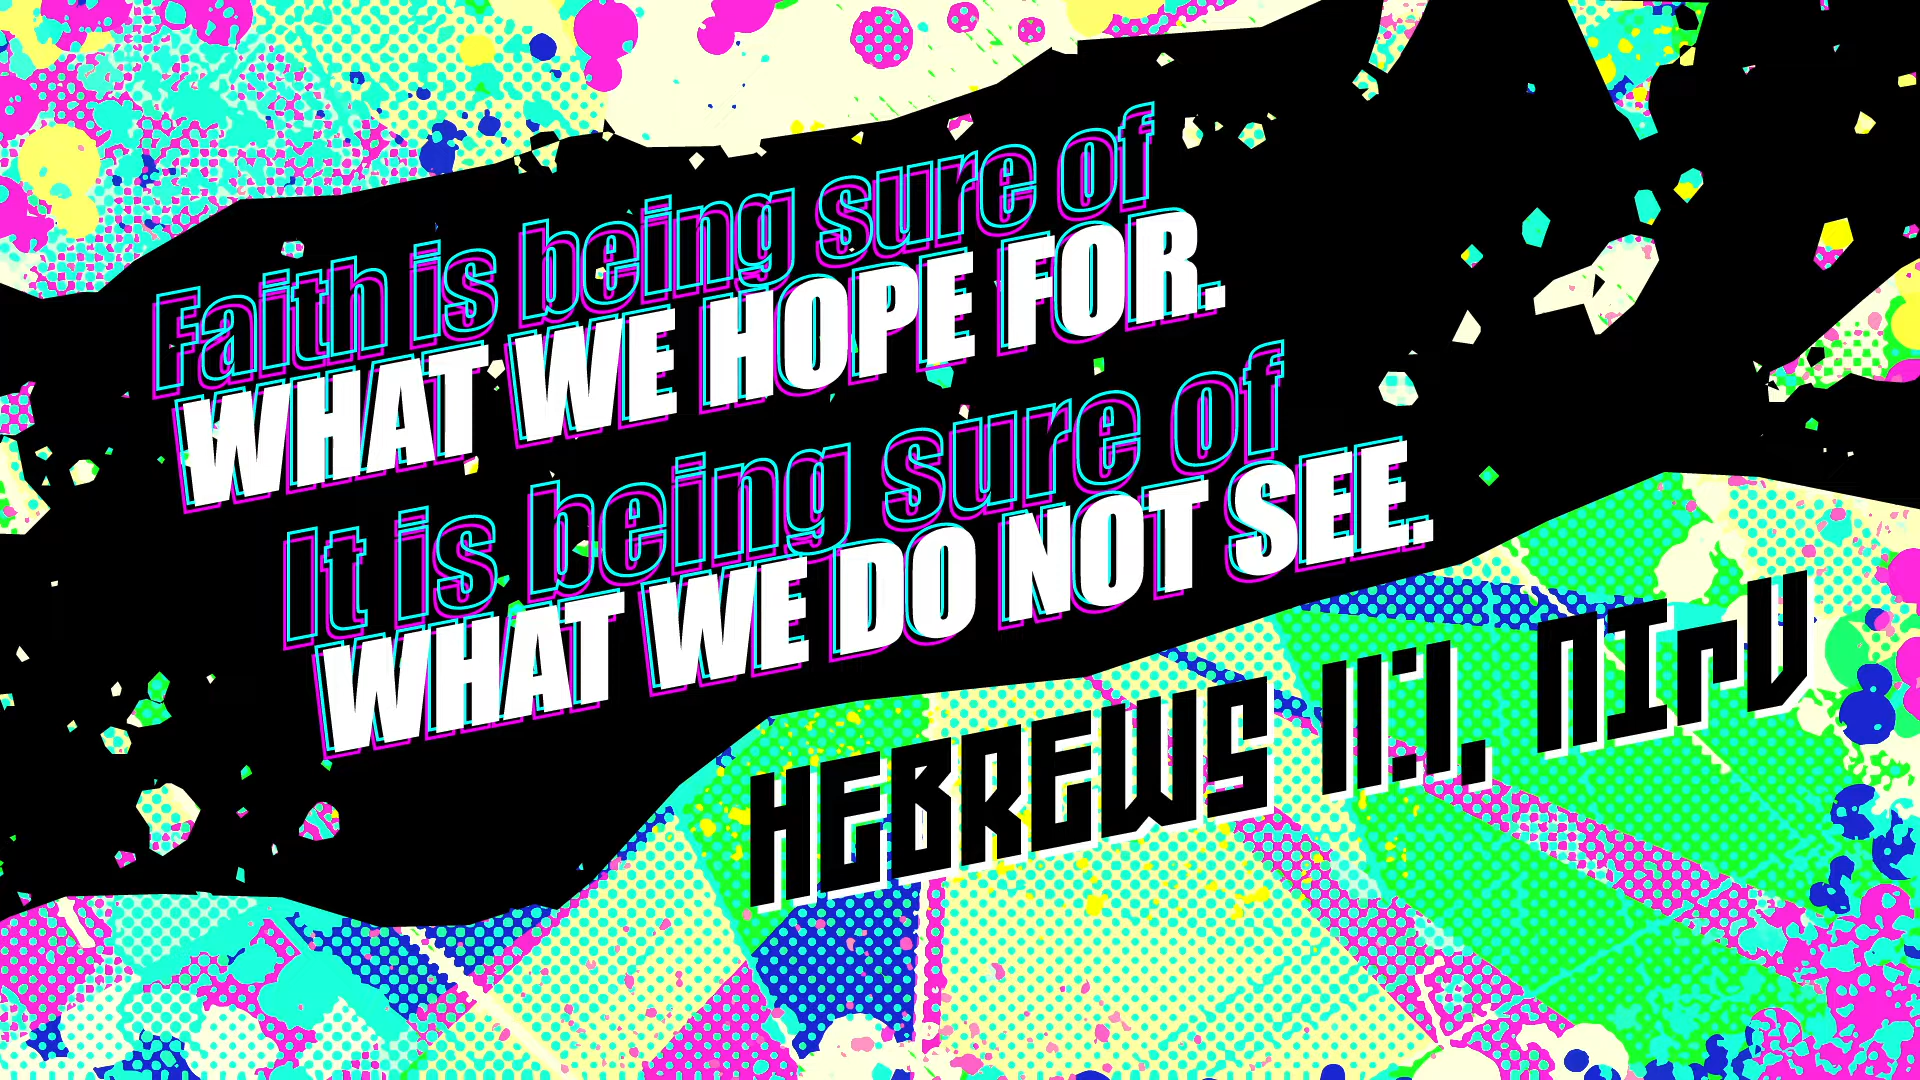 Faith is being sure of
WHAT WE HOPE FOR.
It is being sure of
WHAT WE DO NOT SEE.
HEBREWS 11:1, NIrV